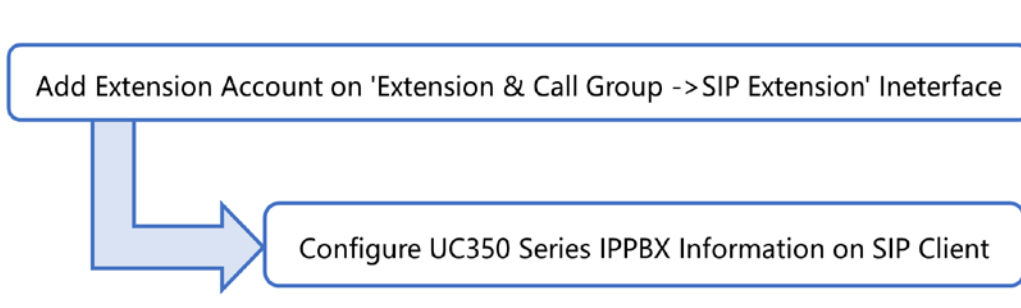 Add Extension Account on 'Extension & Call Group ->SIP Extension' Ineterface
Configure UC350 Series IPPBX Information on SIP Client